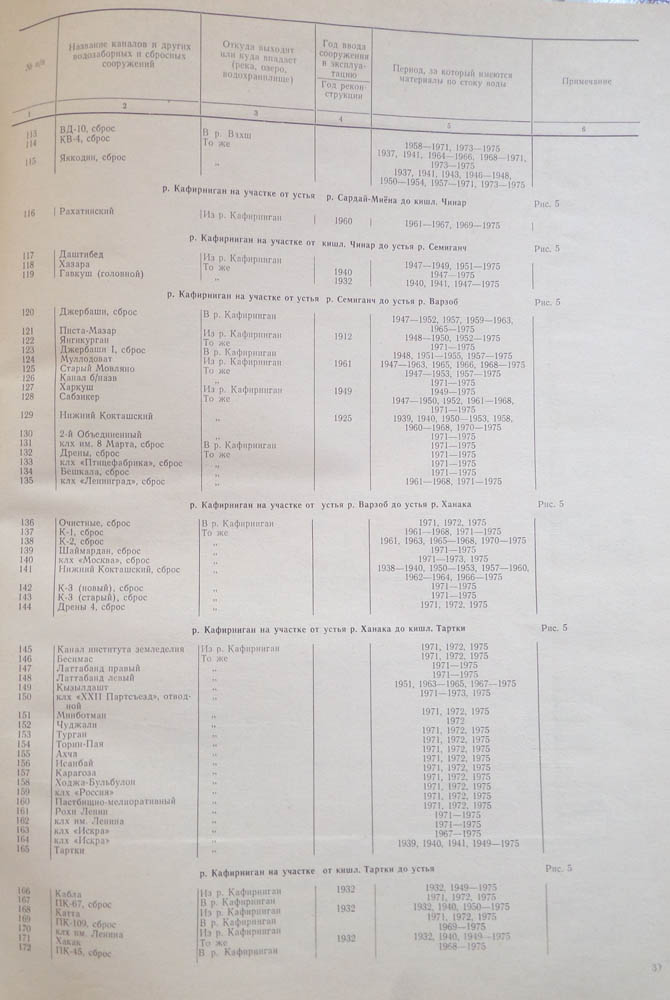 № п/п | Название каналов и других водозаборных и сбросных сооружений | Откуда выходит или куда впадает (река, озеро, водохранилище) | Год ввода сооружения в эксплуатацию / Год реконструкции | Период, за который имеются материалы по стоку воды | Примечание
1 | 2 | 3 | 4 | 5 | 6
113 ВД-10, сброс В р. Вахш
114 КВ-4, сброс То же 1958—1971, 1973—1975
1937, 1941, 1964—1966, 1968—1971,
115 Яккодин, сброс „ 1973—1975
1937, 1941, 1943, 1946—1948,
1950—1954, 1957—1971, 1973—1975
р. Кафирниган на участке от устья р. Сардай-Миёна до кишл. Чинар Рис. 5
116 Рахатинский Из р. Кафирниган 1960 1961—1967, 1969—1975
р. Кафирниган на участке от кишл. Чинар до устья р. Семиганч Рис. 5
117 Даштибед Из р. Кафирниган
118 Хазара То же 1940 1947—1949, 1951—1975
119 Гавкуш (головной) „ 1932 1947—1975
1940, 1941, 1947—1975
р. Кафирниган на участке от устья р. Семиганч до устья р. Варзоб Рис. 5
120 Джербаши, сброс В р. Кафирниган 1947—1952, 1957, 1959—1963,
1965—1975
121 Писта-Мазар Из р. Кафирниган 1912 1948—1950, 1952—1975
122 Янгикурган То же 1971—1975
123 Джербаши I, сброс В р. Кафирниган 1948, 1951—1955, 1957—1975
124 Муллодоват Из р. Кафирниган 1961 1947—1963, 1965, 1966, 1968—1975
125 Старый Мовляно То же 1947—1953, 1957—1975
126 Канал б/назв „ 1971—1975
127 Харкуш Из р. Кафирниган 1949 1949—1975
128 Сабзикер То же 1947—1950, 1952, 1961—1968,
1971—1975
129 Нижний Кокташский „ 1925 1939, 1940, 1950—1953, 1958,
1960—1968, 1970—1975
130 2-й Объединенный „ 1971—1975
131 клх им. 8 Марта, сброс В р. Кафирниган 1971—1975
132 Дрены, сброс То же 1971—1975
133 клх «Птицефабрика», сброс „ 1971—1975
134 Бешкала, сброс „ 1971—1975
135 клх «Ленинград», сброс „ 1961—1968, 1971—1975
р. Кафирниган на участке от устья р. Варзоб до устья р. Ханака Рис. 5
136 Очистные, сброс В р. Кафирниган 1971, 1972, 1975
137 К-1, сброс То же 1961—1968, 1971—1975
138 К-2, сброс „ 1961, 1963, 1965—1968, 1970—1975
139 Шаймардан, сброс „ 1971—1975
140 клх «Москва», сброс „ 1971—1973, 1975
141 Нижний Кокташский, сброс „ 1938—1940, 1950—1953, 1957—1960,
1962—1964, 1966—1975
142 К-3 (новый), сброс „ 1971—1975
143 К-3 (старый), сброс „ 1971—1975
144 Дрены 4, сброс „ 1971, 1972, 1975
р. Кафирниган на участке от устья р. Ханака до кишл. Тартки Рис. 5
145 Канал института земледелия Из р. Кафирниган 1971, 1972, 1975
146 Бесимас То же 1971, 1972, 1975
147 Латтабанд правый „ 1971—1975
148 Латтабанд левый „ 1971—1975
149 Кызылдашт „ 1951, 1963—1965, 1967—1975
150 клх «XXII Партсъезд», отвод- „ 1971—1973, 1975
ной
151 Минботман „ 1971, 1972, 1975
152 Чуджали „ 1972
153 Турган „ 1971, 1972, 1975
154 Торин-Пая „ 1971, 1972, 1975
155 Ахча „ 1971, 1972, 1975
156 Исанбай „ 1971, 1972, 1975
157 Карагоза „ 1971, 1972, 1975
158 Ходжа-Бульбулон „ 1971, 1972, 1975
159 клх «Россия» „ 1971, 1972, 1975
160 Пастбищно-мелиоративный „ 1971, 1972, 1975
161 Рохи Ленин „ 1971, 1972, 1975
162 клх им. Ленина „ 1971—1975
163 клх «Искра» „ 1971—1975
164 клх «Искра» „ 1967—1975
165 Тартки „ 1939, 1940, 1941, 1949—1975
р. Кафирниган на участке от кишл. Тартки до устья Рис. 5
166 Кабла Из р. Кафирниган 1932 1932, 1949—1975
167 ПК-67, сброс В р. Кафирниган 1971, 1972, 1975
168 Катта Из р. Кафирниган 1932 1932, 1940, 1950—1975
169 ПК-109, сброс В р. Кафирниган 1971, 1972, 1975
170 клх им. Ленина Из р. Кафирниган 1969—1975
171 Хакак То же 1932 1932, 1940, 1949—1975
172 ПК-45, сброс В р. Кафирниган 1968—1975